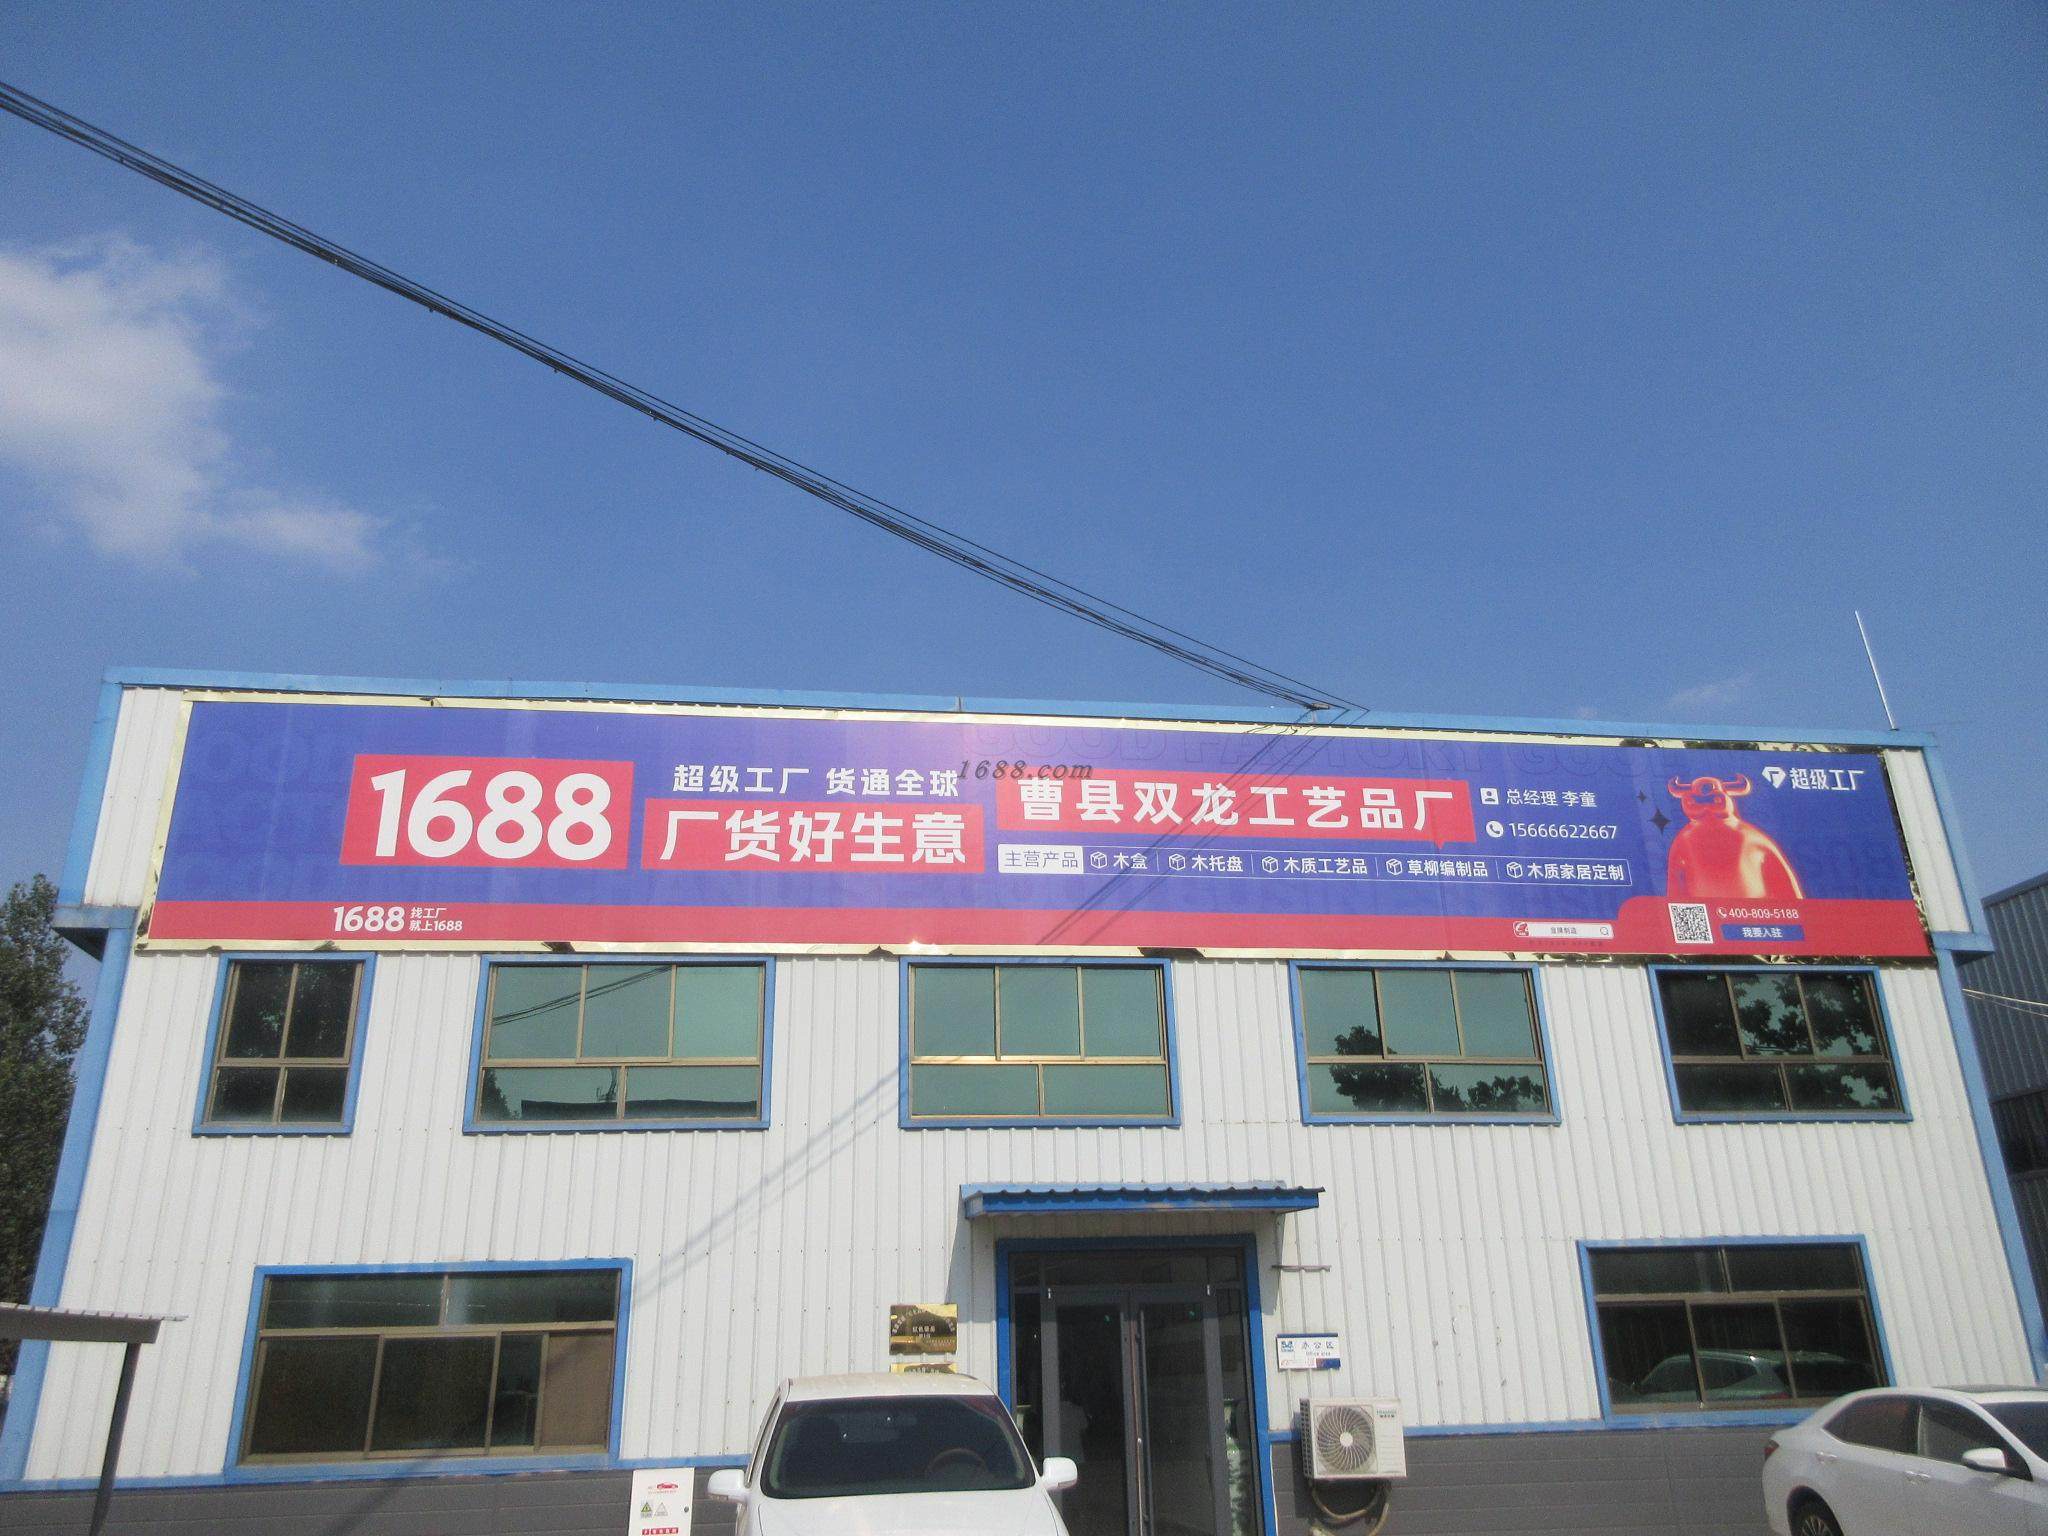 1688
超级工厂 货通全球
厂货好生意
1688.com
曹县双龙工艺品厂
总经理 李童
15666622667
主营产品 木盒 木托盘 木质工艺品 草柳编制品 木质家居定制
超级工厂
1688 找工厂
就上1688
400-809-5188
我要入驻
办公区